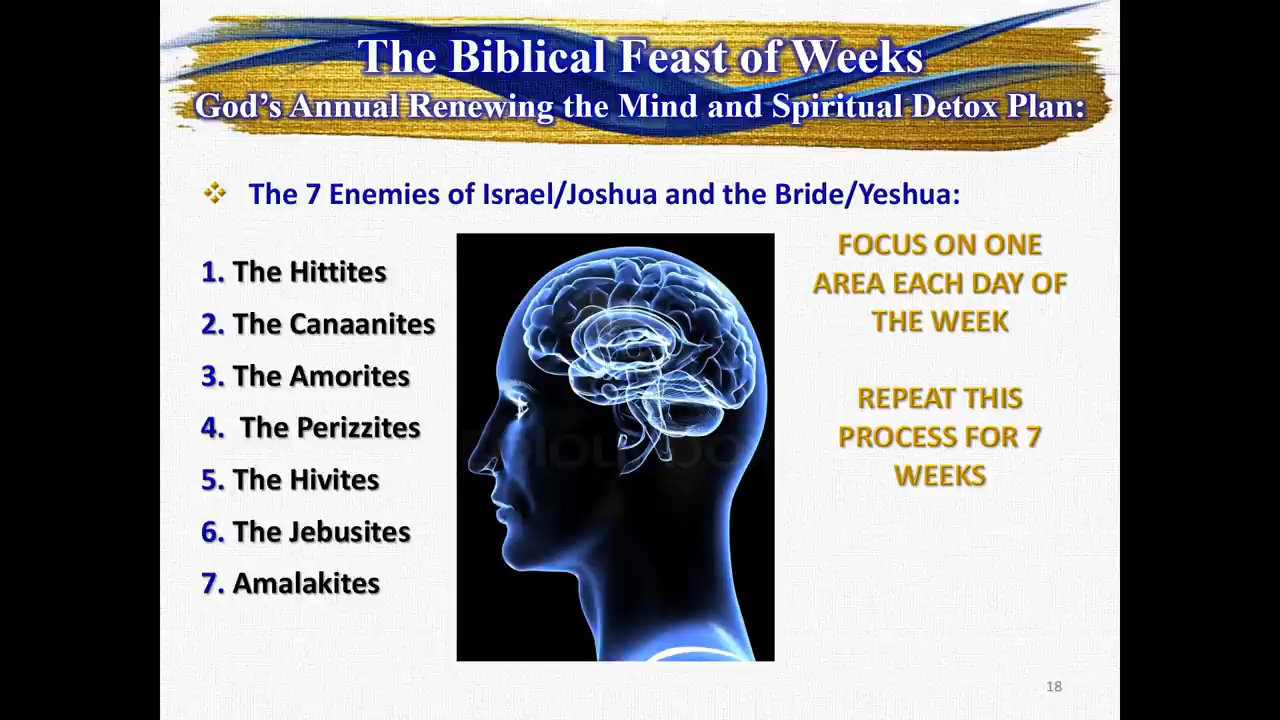 The Biblical Feast of Weeks
God's Annual Renewing the Mind and Spiritual Detox Plan:
The 7 Enemies of Israel/Joshua and the Bride/Yeshua:
1. The Hittites
2. The Canaanites
3. The Amorites
4. The Perizzites
5. The Hivites
6. The Jebusites
7. Amalakites
FOCUS ON ONE
AREA EACH DAY OF
THE WEEK
REPEAT THIS
PROCESS FOR 7
WEEKS
18